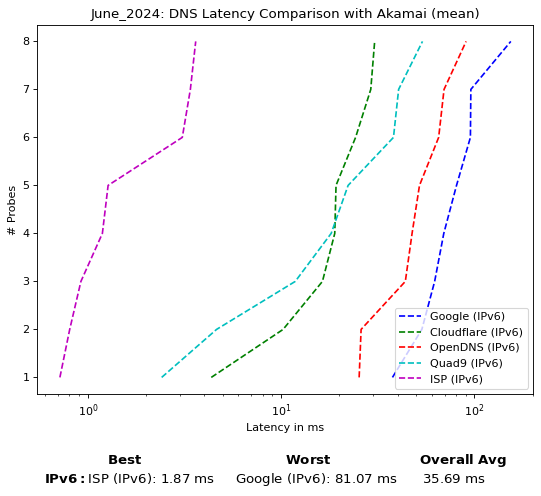 June_2024: DNS Latency Comparison with Akamai (mean)
8
7
6
5
4
3
2
1
# Probes
Google (IPv6)
Cloudflare (IPv6)
OpenDNS (IPv6)
Quad9 (IPv6)
ISP (IPv6)
10⁰ 10¹ 10²
Latency in ms
Best Worst Overall Avg
IPv6: ISP (IPv6): 1.87 ms Google (IPv6): 81.07 ms 35.69 ms